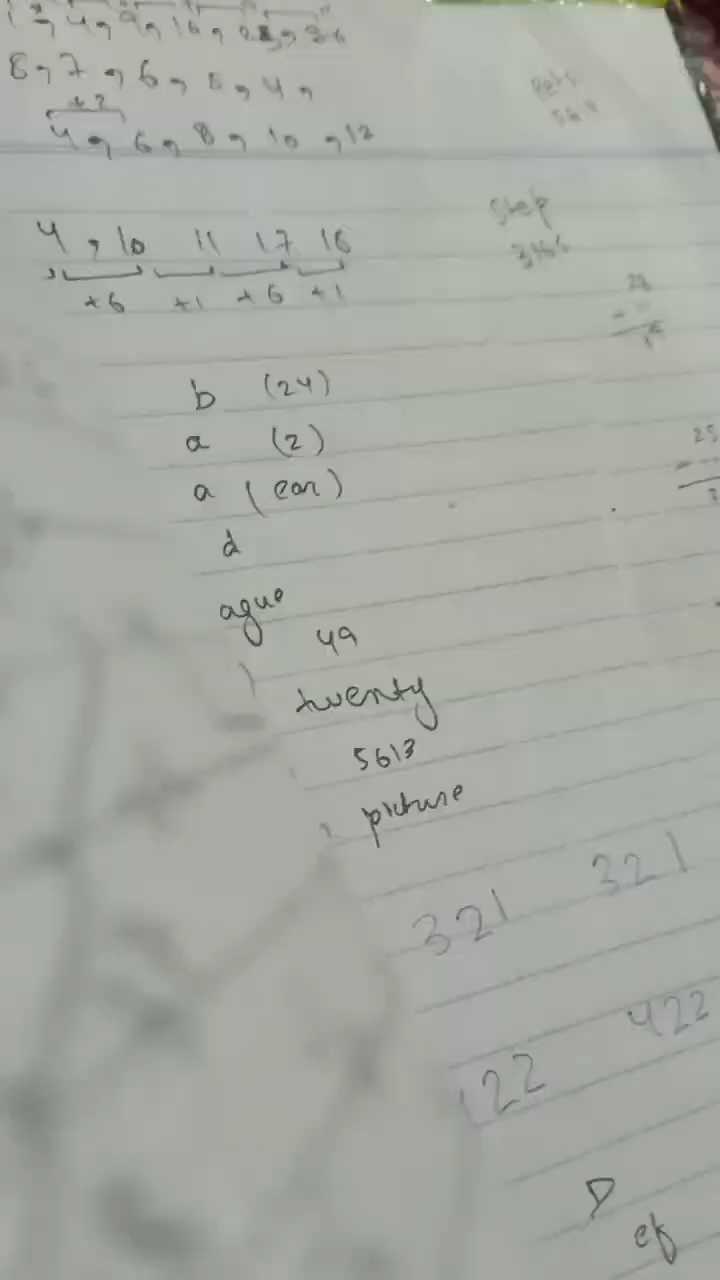 1, 4, 9, 16, 25, 36
8, 7, 6, 5, 4,
+2
4, 6, 8, 10, 12
4, 10 11 17 18
+6 +1 +6 +1
step
b (24)
a (2)
a (ear)
d
ague
49
twenty
5613
picture
321 321
122 422
D
ef